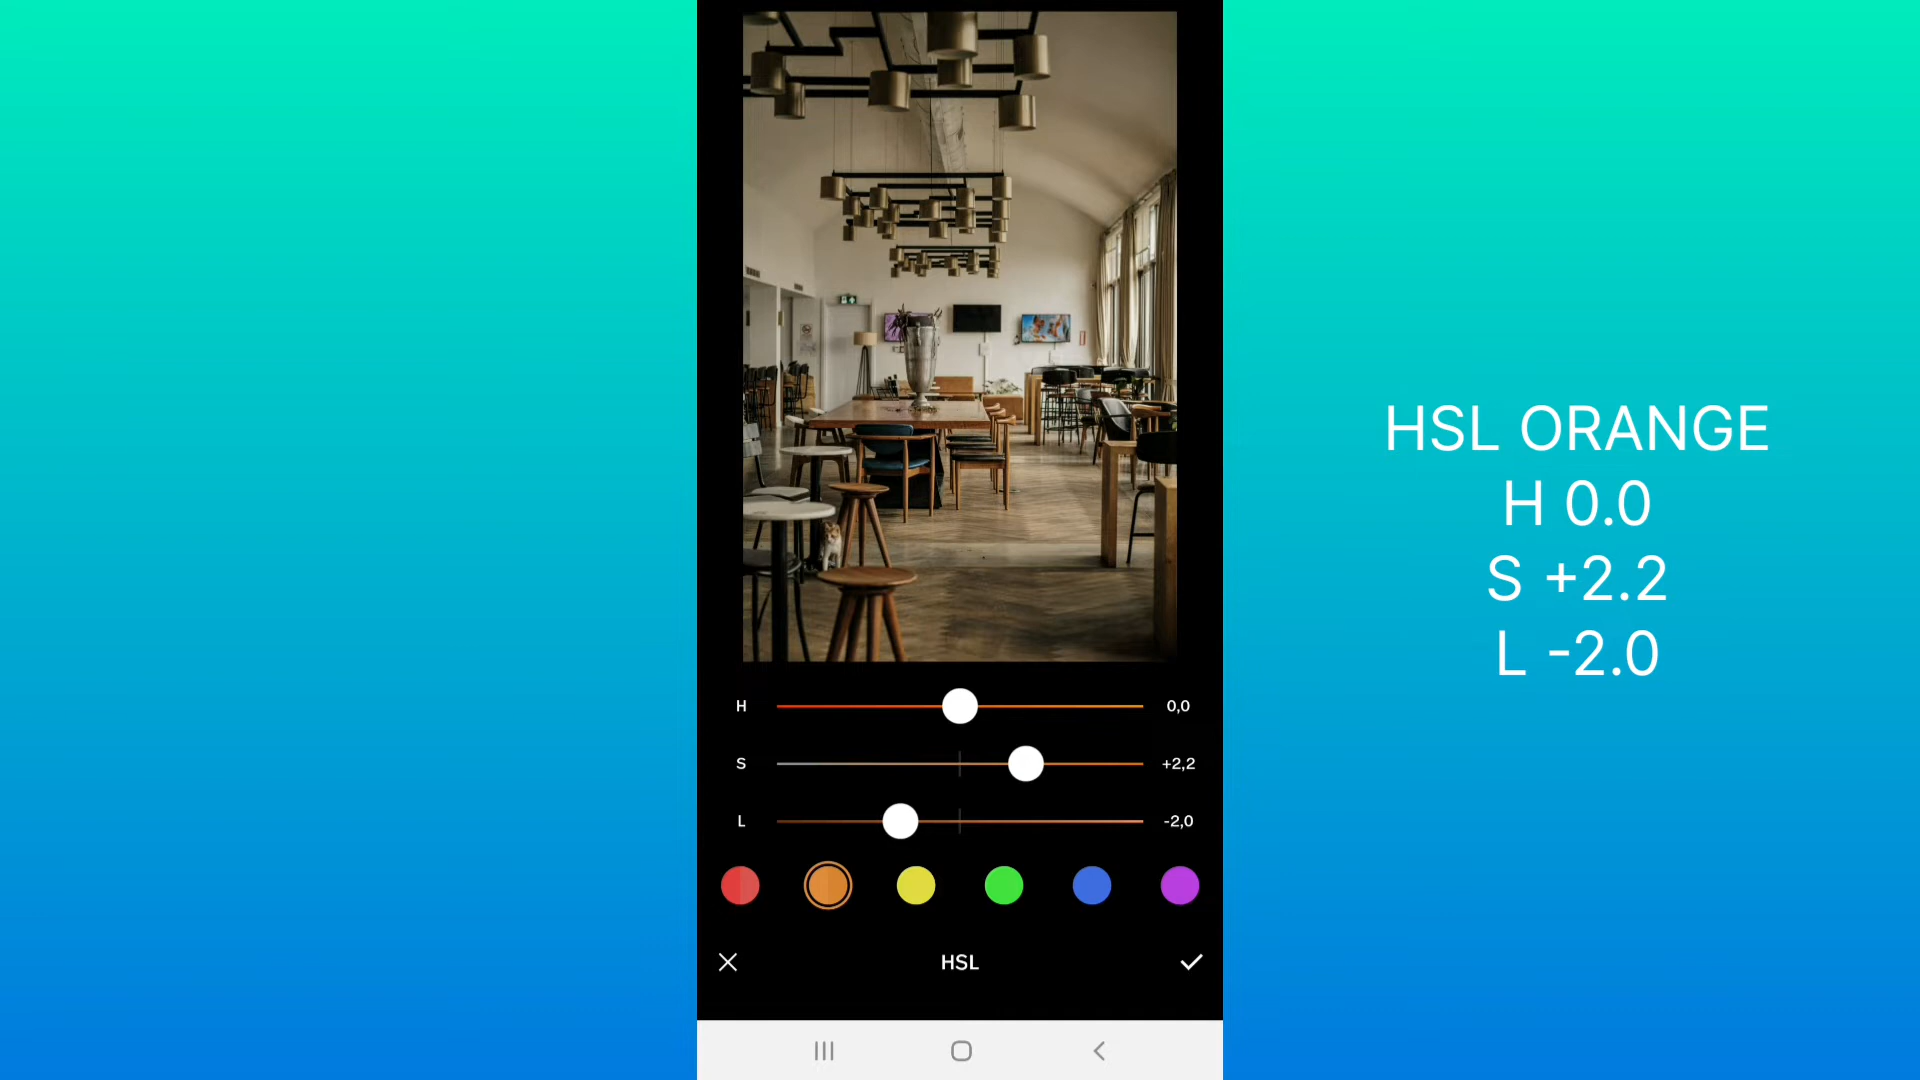 H 0,0
S +2,2
L -2,0
HSL
HSL ORANGE
H 0.0
S +2.2
L -2.0